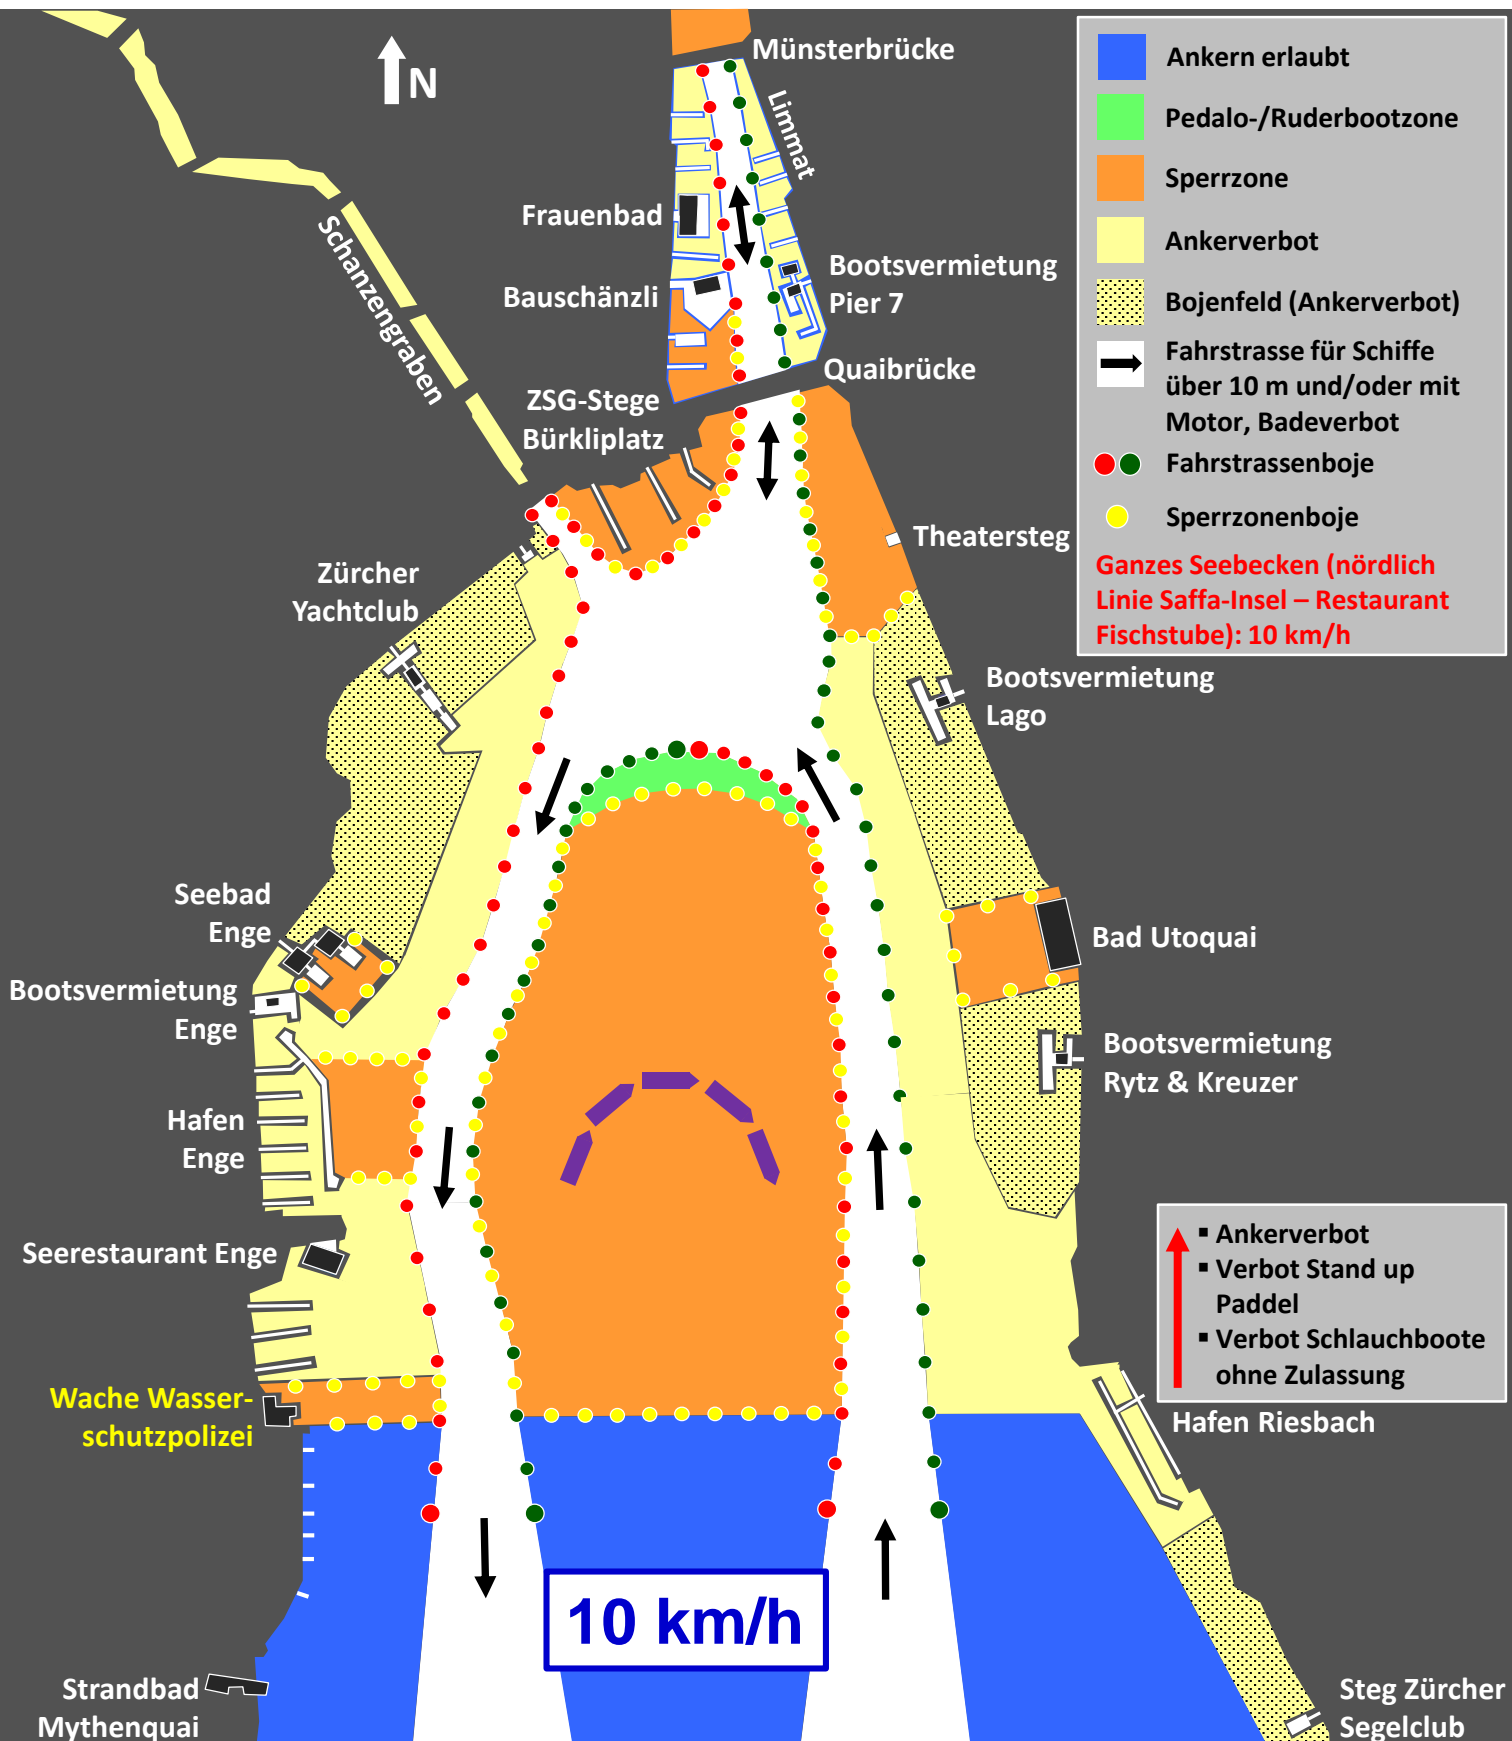 Münsterbrücke
N
Limmat
Frauenbad
Schanzengraben
Bauschänzli
Bootsvermietung
Pier 7
Quaibrücke
ZSG-Stege
Bürkliplatz
Theatersteg
Zürcher
Yachtclub
Bootsvermietung
Lago
Seebad
Enge
Bad Utoquai
Bootsvermietung
Enge
Bootsvermietung
Rytz & Kreuzer
Hafen
Enge
Seerestaurant Enge
Wache Wasser-
schutzpolizei
Hafen Riesbach
10 km/h
Strandbad
Mythenquai
Steg Zürcher
Segelclub
Ankern erlaubt
Pedalo-/Ruderbootzone
Sperrzone
Ankerverbot
Bojenfeld (Ankerverbot)
Fahrstrasse für Schiffe
über 10 m und/oder mit
Motor, Badeverbot
Fahrstrassenboje
Sperrzonenboje
Ganzes Seebecken (nördlich
Linie Saffa-Insel – Restaurant
Fischstube): 10 km/h
▪ Ankerverbot
▪ Verbot Stand up
Paddel
▪ Verbot Schlauchboote
ohne Zulassung